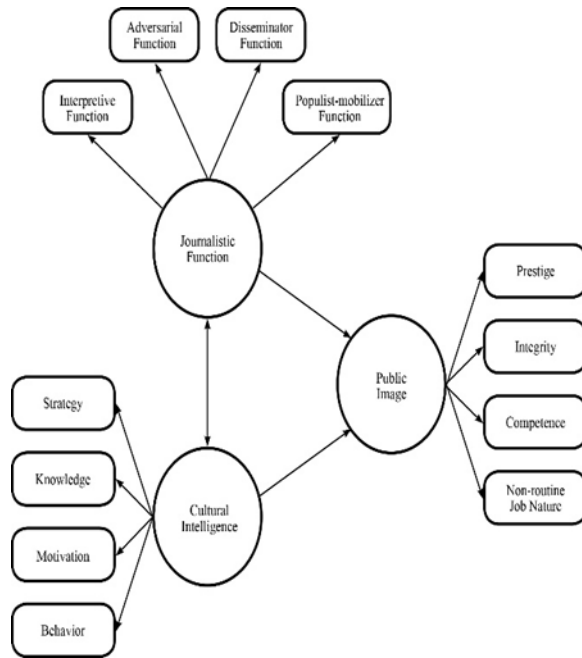 Adversarial
Function
Disseminator
Function
Interpretive
Function
Populist-mobilizer
Function
Journalistic
Function
Prestige
Integrity
Public
Image
Competence
Non-routine
Job Nature
Strategy
Knowledge
Cultural
Intelligence
Motivation
Behavior